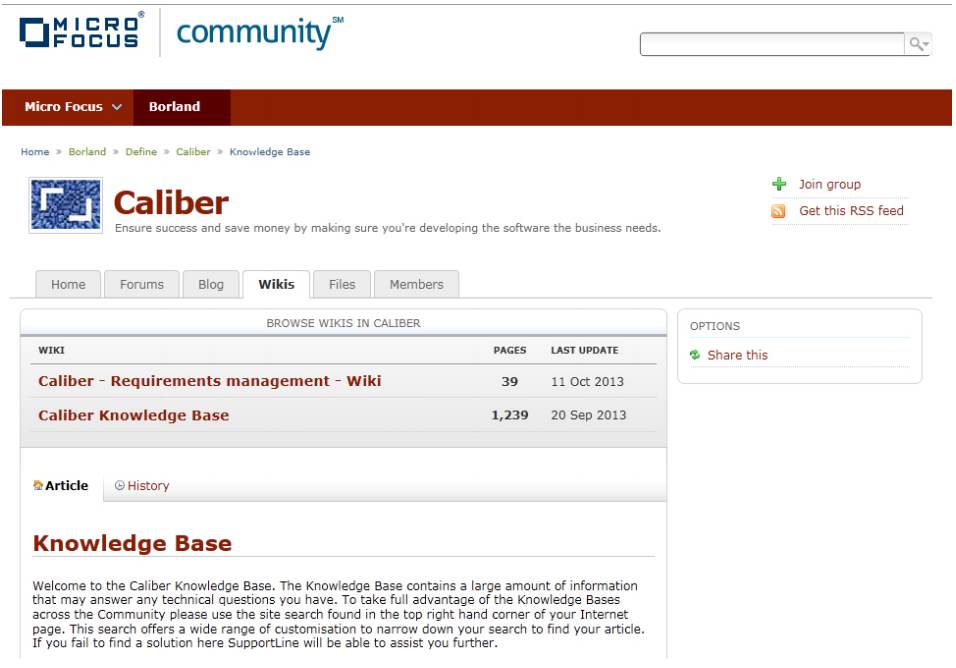 MICRO FOCUS® community℠
Micro Focus Borland
Home » Borland » Define » Caliber » Knowledge Base
Caliber
Ensure success and save money by making sure you're developing the software the business needs.
Join group
Get this RSS feed
Home Forums Blog Wikis Files Members
BROWSE WIKIS IN CALIBER
WIKI PAGES LAST UPDATE
Caliber - Requirements management - Wiki 39 11 Oct 2013
Caliber Knowledge Base 1,239 20 Sep 2013
OPTIONS
Share this
Article History
Knowledge Base
Welcome to the Caliber Knowledge Base. The Knowledge Base contains a large amount of information
that may answer any technical questions you have. To take full advantage of the Knowledge Bases
across the Community please use the site search found in the top right hand corner of your Internet
page. This search offers a wide range of customisation to narrow down your search to find your article.
If you fail to find a solution here SupportLine will be able to assist you further.